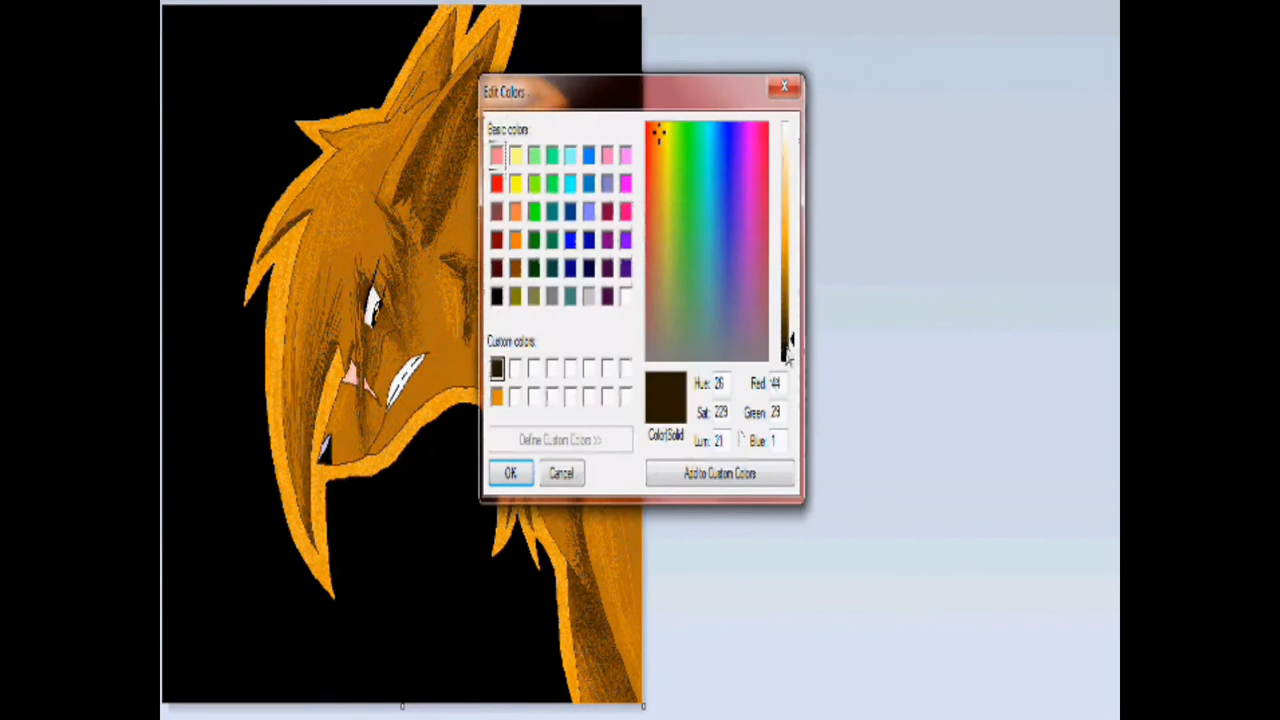 Edit Colors
Basic colors:
Custom colors:
Define Custom Colors >>
OK Cancel
Hue: 26 Red: 44
Color|Solid Sat: 229 Green: 29
Lum: 21 Blue: 1
Add to Custom Colors